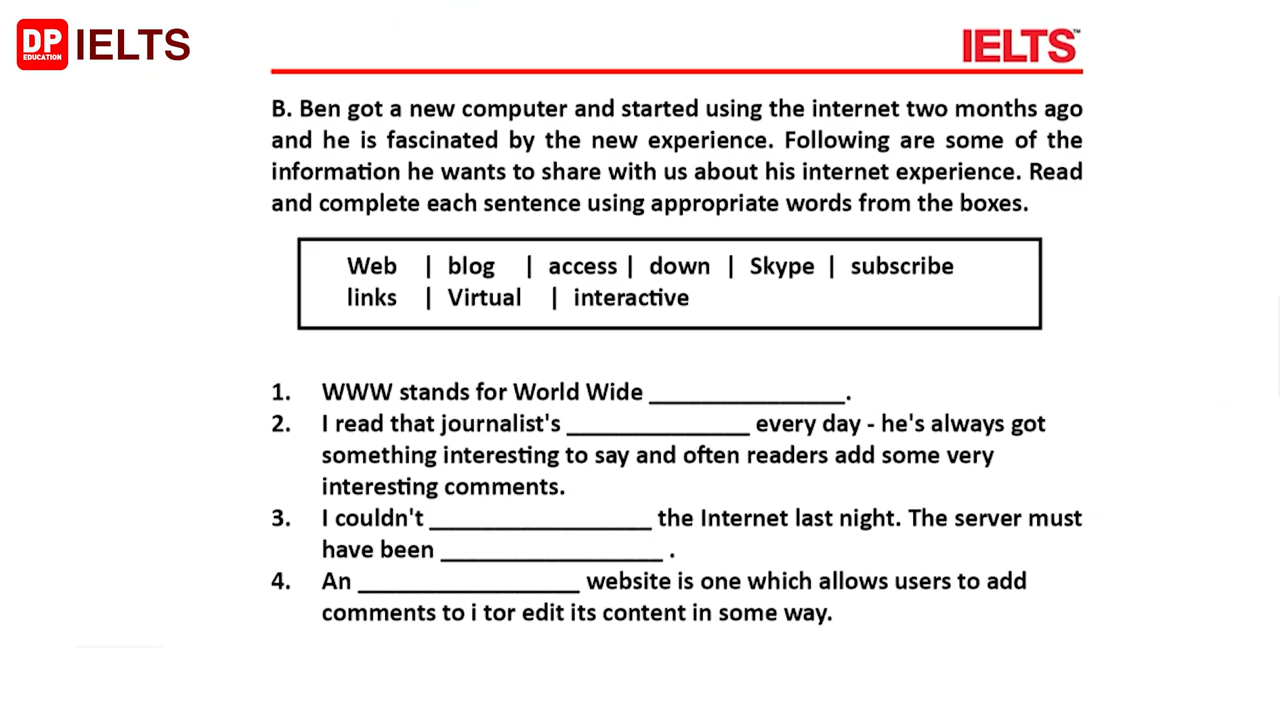 DP
EDUCATION
IELTS
IELTS™
B. Ben got a new computer and started using the internet two months ago
and he is fascinated by the new experience. Following are some of the
information he wants to share with us about his internet experience. Read
and complete each sentence using appropriate words from the boxes.
Web | blog | access | down | Skype | subscribe
links | Virtual | interactive
1. WWW stands for World Wide _______________.
2. I read that journalist's ______________ every day - he's always got
something interesting to say and often readers add some very
interesting comments.
3. I couldn't _________________ the Internet last night. The server must
have been _________________ .
4. An _________________ website is one which allows users to add
comments to i tor edit its content in some way.